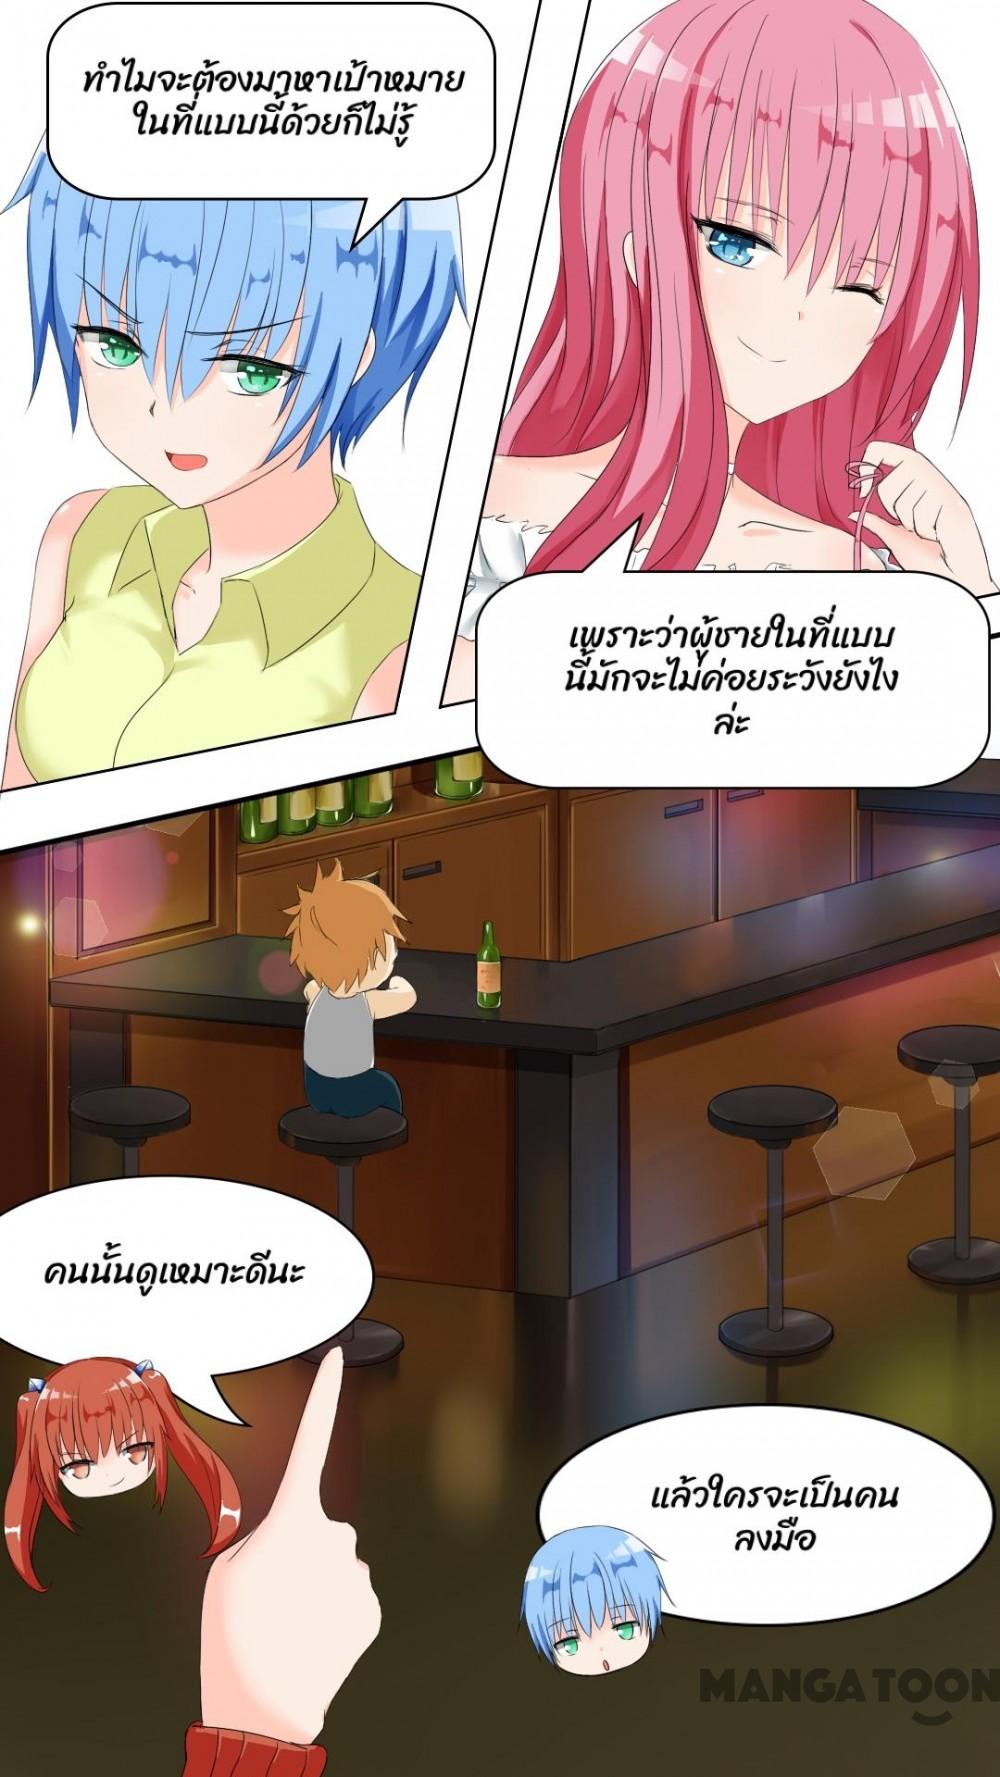 ทำไมจะต้องมาหาเป้าหมาย
ในที่แบบนี้ด้วยก็ไม่รู้
เพราะว่าผู้ชายในที่แบบ
นี้มักจะไม่ค่อยระวังยังไง
ล่ะ
คนนั้นดูเหมาะดีนะ
แล้วใครจะเป็นคน
ลงมือ
MANGATOON